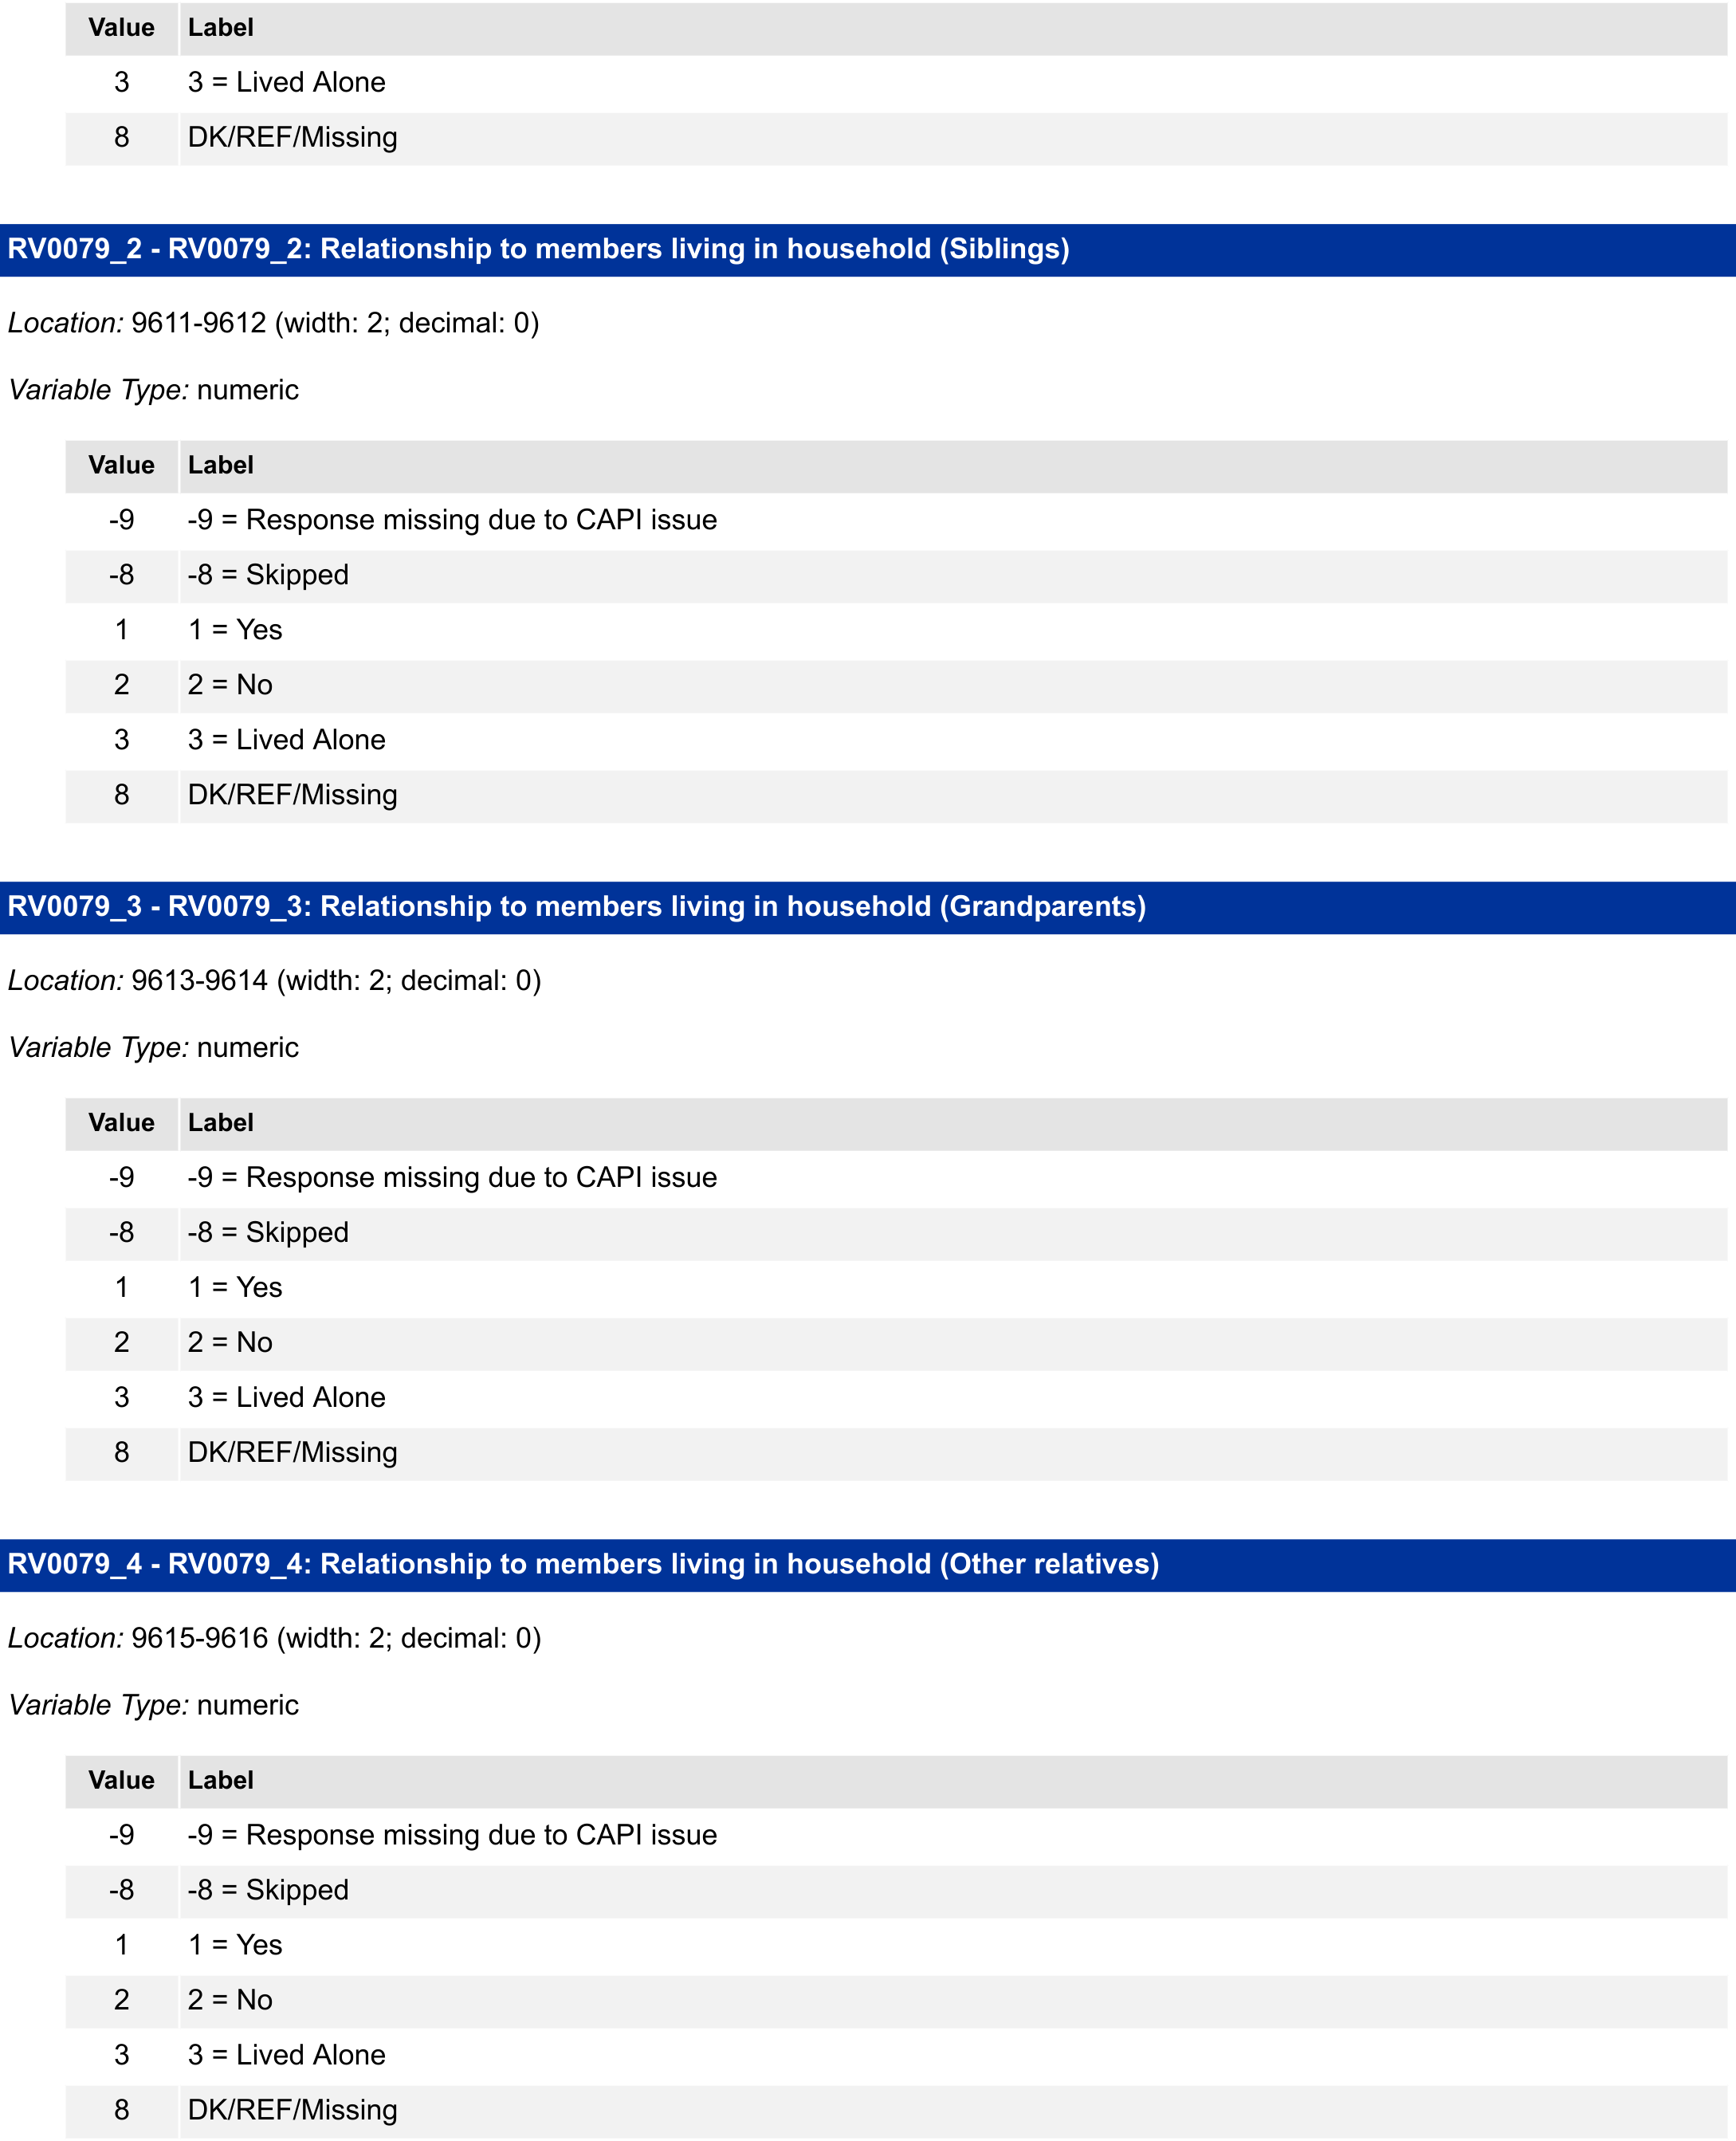 Value Label
3 3 = Lived Alone
8 DK/REF/Missing
RV0079_2 - RV0079_2: Relationship to members living in household (Siblings)
Location: 9611-9612 (width: 2; decimal: 0)
Variable Type: numeric
Value Label
-9 -9 = Response missing due to CAPI issue
-8 -8 = Skipped
1 1 = Yes
2 2 = No
3 3 = Lived Alone
8 DK/REF/Missing
RV0079_3 - RV0079_3: Relationship to members living in household (Grandparents)
Location: 9613-9614 (width: 2; decimal: 0)
Variable Type: numeric
Value Label
-9 -9 = Response missing due to CAPI issue
-8 -8 = Skipped
1 1 = Yes
2 2 = No
3 3 = Lived Alone
8 DK/REF/Missing
RV0079_4 - RV0079_4: Relationship to members living in household (Other relatives)
Location: 9615-9616 (width: 2; decimal: 0)
Variable Type: numeric
Value Label
-9 -9 = Response missing due to CAPI issue
-8 -8 = Skipped
1 1 = Yes
2 2 = No
3 3 = Lived Alone
8 DK/REF/Missing